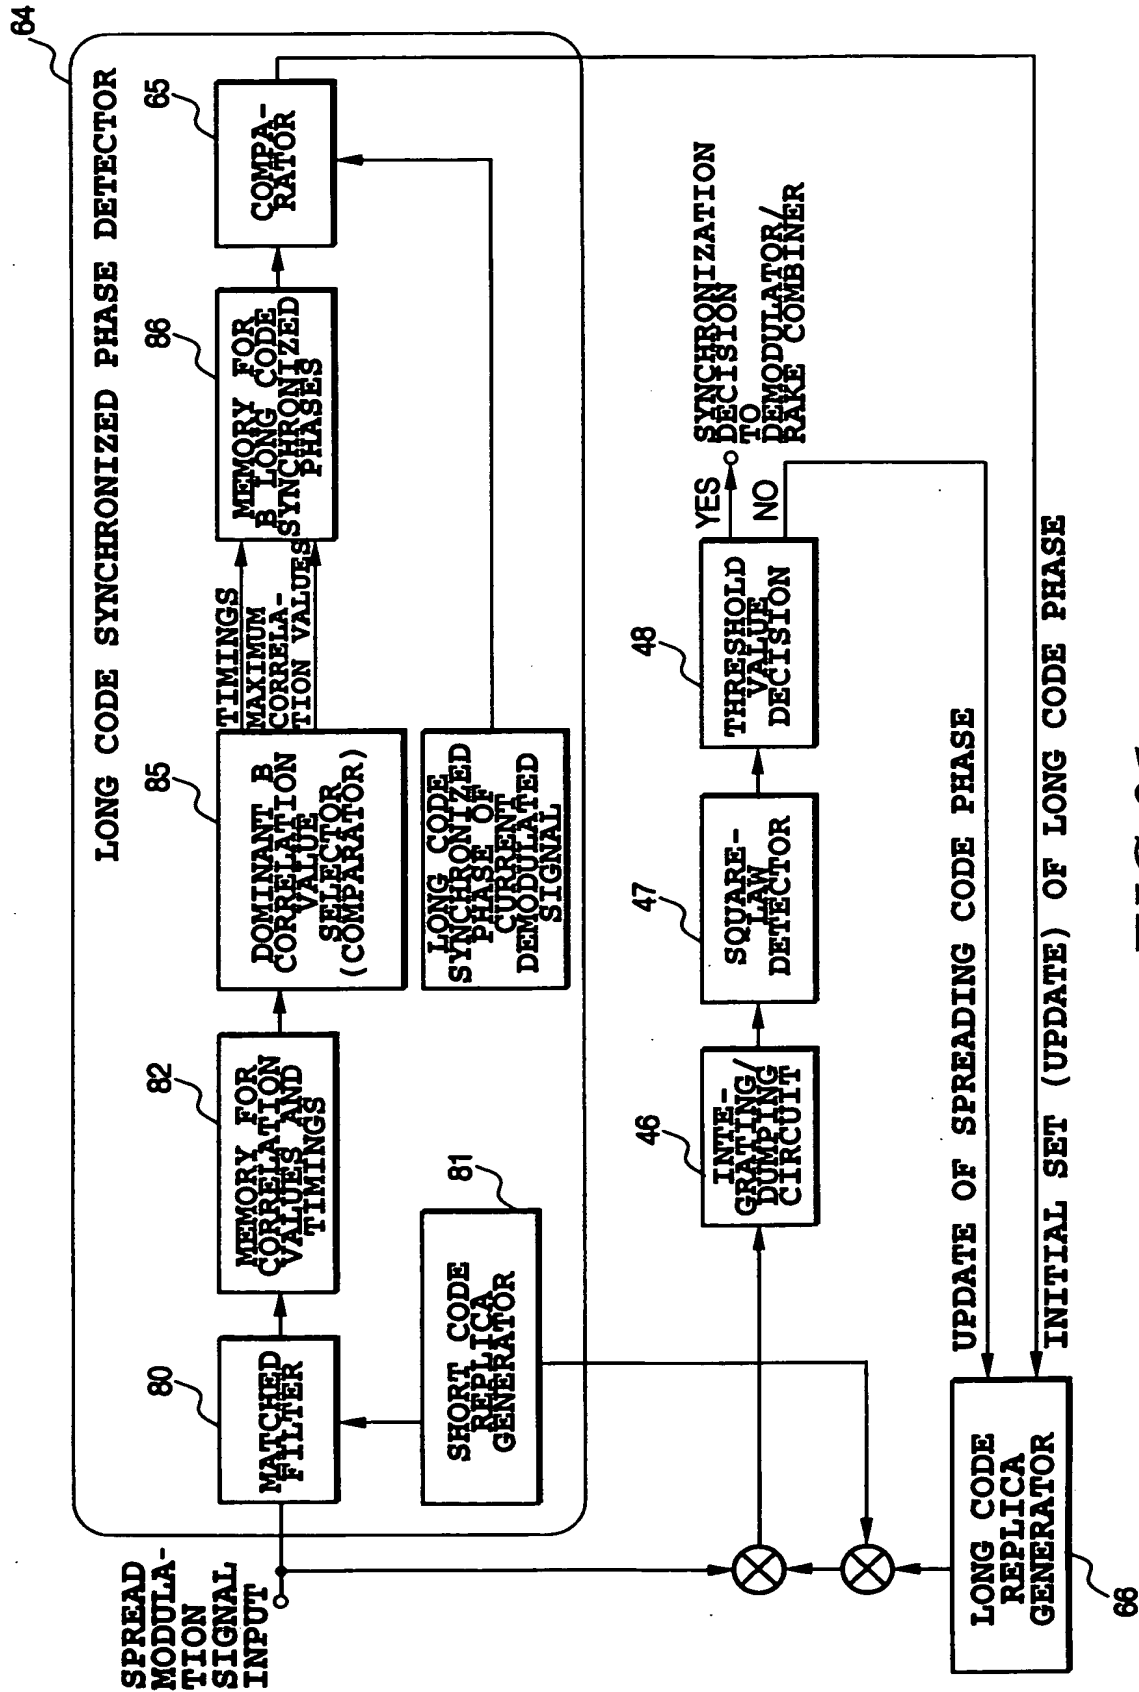 64
LONG CODE SYNCHRONIZED PHASE DETECTOR
SPREAD
MODULA-
TION
SIGNAL
INPUT
80
MATCHED
FILTER
82
MEMORY FOR
CORRELATION
VALUES AND
TIMINGS
85
DOMINANT B
CORRELATION
VALUE
SELECTOR
(COMPARATOR)
TIMINGS
MAXIMUM
CORRELA-
TION VALUES
86
MEMORY FOR
B LONG CODE
SYNCHRONIZED
PHASES
65
COMPA-
RATOR
81
SHORT CODE
REPLICA
GENERATOR
LONG CODE
SYNCHRONIZED
PHASE OF
CURRENT
DEMODULATED
SIGNAL
46
INTE-
GRATING/
DUMPING
CIRCUIT
47
SQUARE-
LAW
DETECTOR
48
THRESHOLD
VALUE
DECISION
YES
NO
SYNCHRONIZATION
DECISION
TO
DEMODULATOR/
RAKE COMBINER
UPDATE OF SPREADING CODE PHASE
INITIAL SET (UPDATE) OF LONG CODE PHASE
LONG CODE
REPLICA
GENERATOR
66